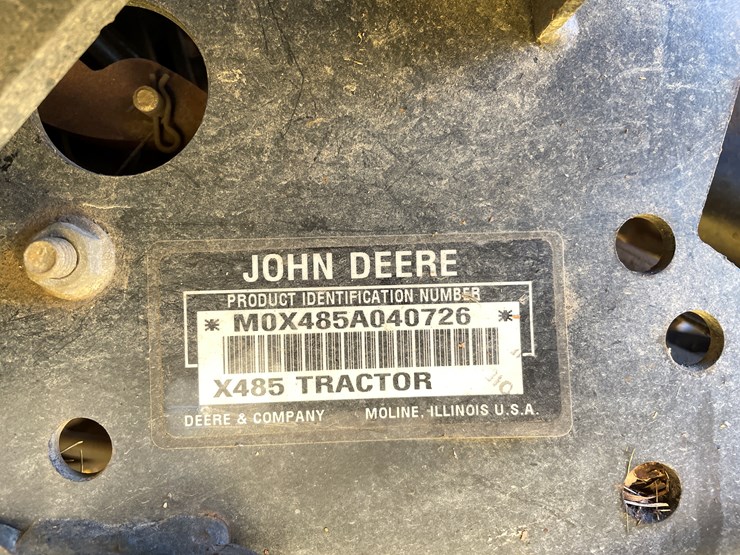 JOHN DEERE
PRODUCT IDENTIFICATION NUMBER
* M0X485A040726 *
X485 TRACTOR
DEERE & COMPANY MOLINE, ILLINOIS U.S.A.